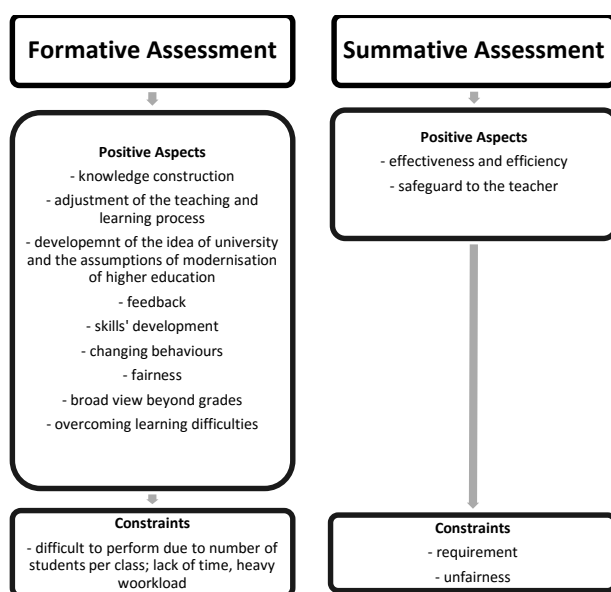 Formative Assessment
Positive Aspects
- knowledge construction
- adjustment of the teaching and
learning process
- developemnt of the idea of university
and the assumptions of modernisation
of higher education
- feedback
- skills' development
- changing behaviours
- fairness
- broad view beyond grades
- overcoming learning difficulties
Constraints
- difficult to perform due to number of
students per class; lack of time, heavy
woorkload
Summative Assessment
Positive Aspects
- effectiveness and efficiency
- safeguard to the teacher
Constraints
- requirement
- unfairness